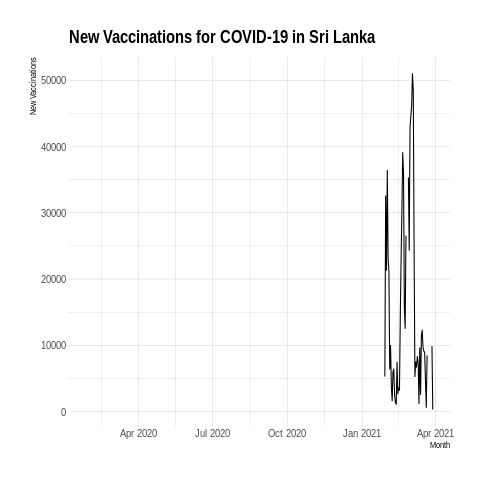 New Vaccinations for COVID-19 in Sri Lanka
New Vaccinations
50000
40000
30000
20000
10000
0
Apr 2020 Jul 2020 Oct 2020 Jan 2021 Apr 2021
Month